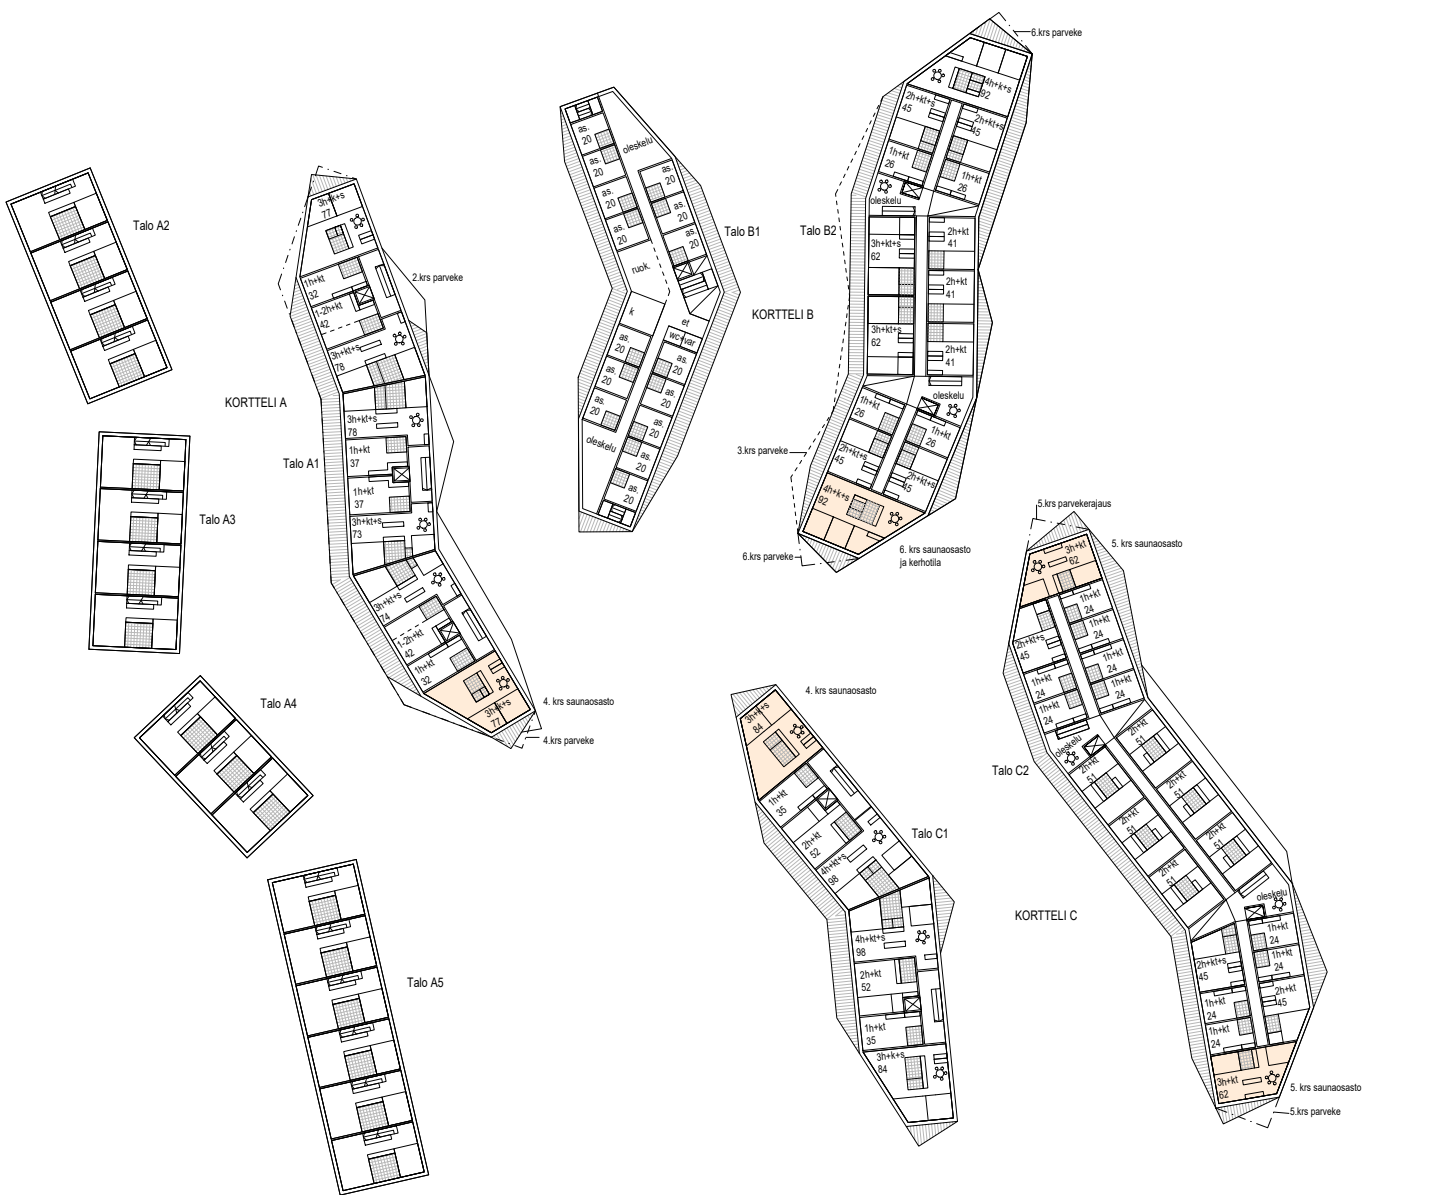 Talo A2
Talo A3
Talo A4
Talo A5
KORTTELI A
Talo A1
3h+k+s
77
1h+kt
32
1-2h+kt
42
3h+kt+s
78
3h+kt+s
78
1h+kt
37
1h+kt
37
3h+kt+s
73
3h+kt+s
74
1-2h+kt
42
1h+kt
32
3h+k+s
77
2.krs parveke
4. krs saunaosasto
4.krs parveke
Talo B1
as.
20
as.
20
as.
20
as.
20
oleskelu
as.
20
as.
20
as.
20
ruok.
k
et
wc+var
as.
20
as.
20
as.
20
as.
20
as.
20
as.
20
as.
20
as.
20
oleskelu
KORTTELI B
Talo B2
6.krs parveke
4h+k+s
92
2h+kt+s
45
2h+kt+s
45
1h+kt
26
1h+kt
26
oleskelu
3h+kt+s
62
2h+kt
41
2h+kt
41
3h+kt+s
62
2h+kt
41
oleskelu
1h+kt
26
1h+kt
26
2h+kt+s
45
2h+kt+s
45
4h+k+s
92
3.krs parveke
6.krs parveke
6. krs saunaosasto
ja kerhotila
4. krs saunaosasto
Talo C1
3h+k+s
84
1h+kt
35
2h+kt
52
4h+kt+s
98
4h+kt+s
98
2h+kt
52
1h+kt
35
3h+k+s
84
KORTTELI C
Talo C2
5.krs parvekerajaus
5. krs saunaosasto
3h+kt
62
1h+kt
24
1h+kt
24
2h+kt+s
45
1h+kt
24
1h+kt
24
1h+kt
24
1h+kt
24
oleskelu
2h+kt
51
2h+kt
51
2h+kt
51
2h+kt
51
2h+kt
51
2h+kt
51
oleskelu
1h+kt
24
2h+kt+s
45
1h+kt
24
1h+kt
24
2h+kt+s
45
1h+kt
24
3h+kt
62
5. krs saunaosasto
5.krs parveke